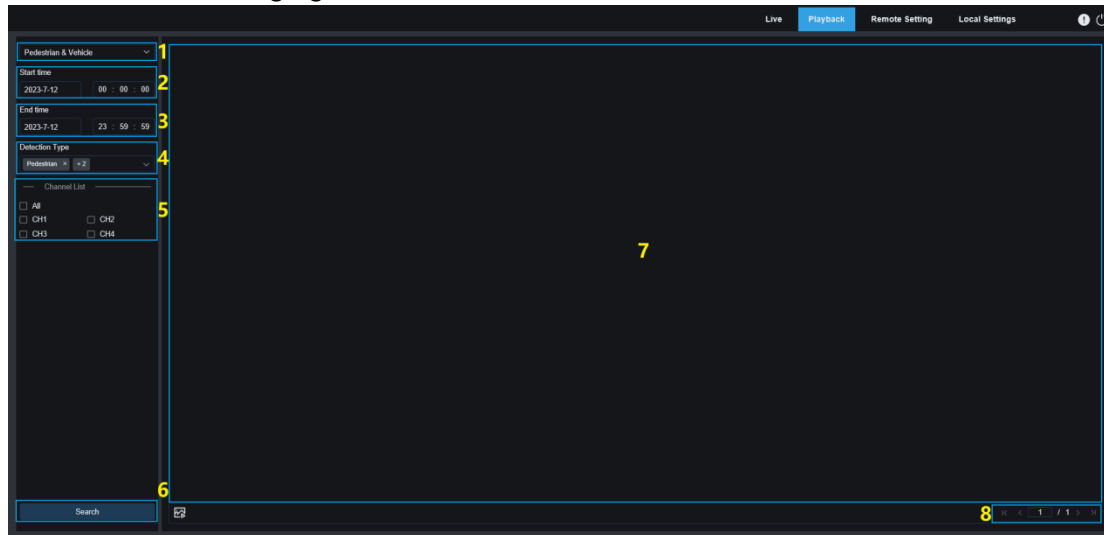 Live Playback Remote Setting Local Settings
Pedestrian & Vehicle 1
Start time
2023-7-12 00 : 00 : 00 2
End time
2023-7-12 23 : 59 : 59 3
Detection Type
Pedestrian × +2 4
Channel List
All 5
CH1 CH2
CH3 CH4
7
6
Search
8 1 / 1